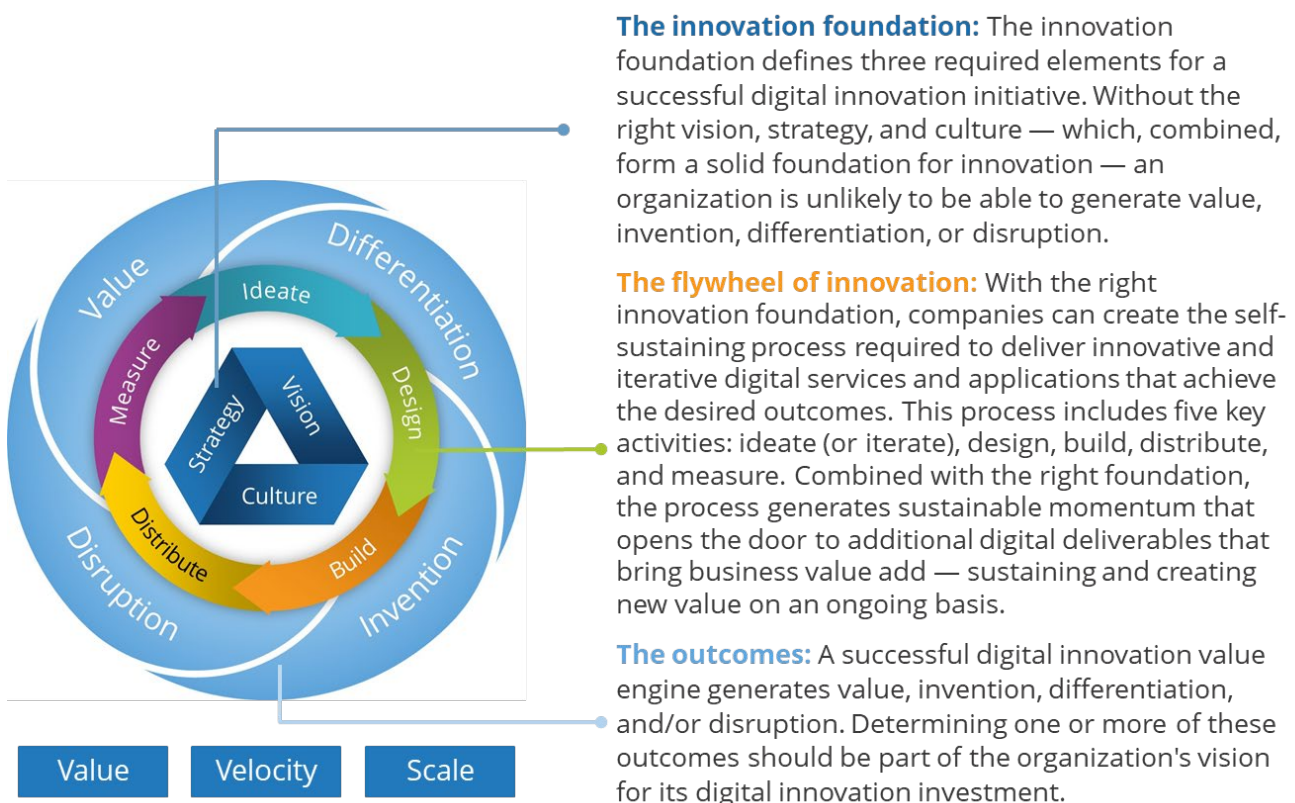 The innovation foundation: The innovation
foundation defines three required elements for a
successful digital innovation initiative. Without the
right vision, strategy, and culture — which, combined,
form a solid foundation for innovation — an
organization is unlikely to be able to generate value,
invention, differentiation, or disruption.
The flywheel of innovation: With the right
innovation foundation, companies can create the self-
sustaining process required to deliver innovative and
iterative digital services and applications that achieve
the desired outcomes. This process includes five key
activities: ideate (or iterate), design, build, distribute,
and measure. Combined with the right foundation,
the process generates sustainable momentum that
opens the door to additional digital deliverables that
bring business value add — sustaining and creating
new value on an ongoing basis.
The outcomes: A successful digital innovation value
engine generates value, invention, differentiation,
and/or disruption. Determining one or more of these
outcomes should be part of the organization's vision
for its digital innovation investment.
Value
Differentiation
Invention
Disruption
Ideate
Design
Build
Distribute
Measure
Strategy
Vision
Culture
Value
Velocity
Scale